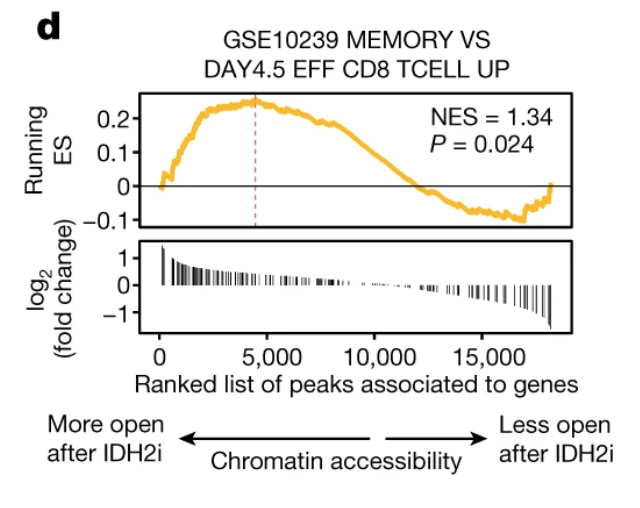 d
GSE10239 MEMORY VS
DAY4.5 EFF CD8 TCELL UP
Running
ES
0.2
0.1
0
−0.1
NES = 1.34
P = 0.024
log2
(fold change)
1
0
−1
0 5,000 10,000 15,000
Ranked list of peaks associated to genes
More open
after IDH2i
Chromatin accessibility
Less open
after IDH2i